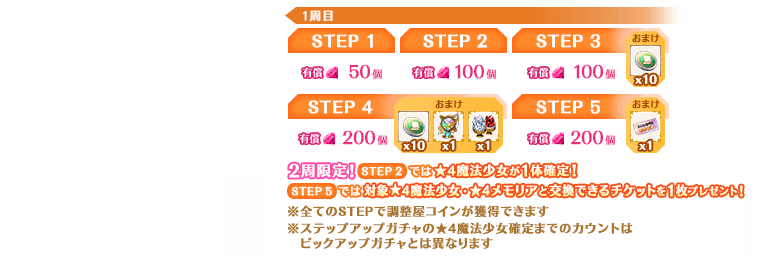 1周目
STEP 1
有償 50個
STEP 2
有償 100個
STEP 3
有償 100個
おまけ
x10
STEP 4
有償 200個
おまけ
x10
x1
x1
STEP 5
有償 200個
おまけ
x1
2周限定！STEP 2では★4魔法少女が1体確定！
STEP 5では対象★4魔法少女・★4メモリアと交換できるチケットを1枚プレゼント！
※全てのSTEPで調整屋コインが獲得できます
※ステップアップガチャの★4魔法少女確定までのカウントは
ピックアップガチャとは異なります